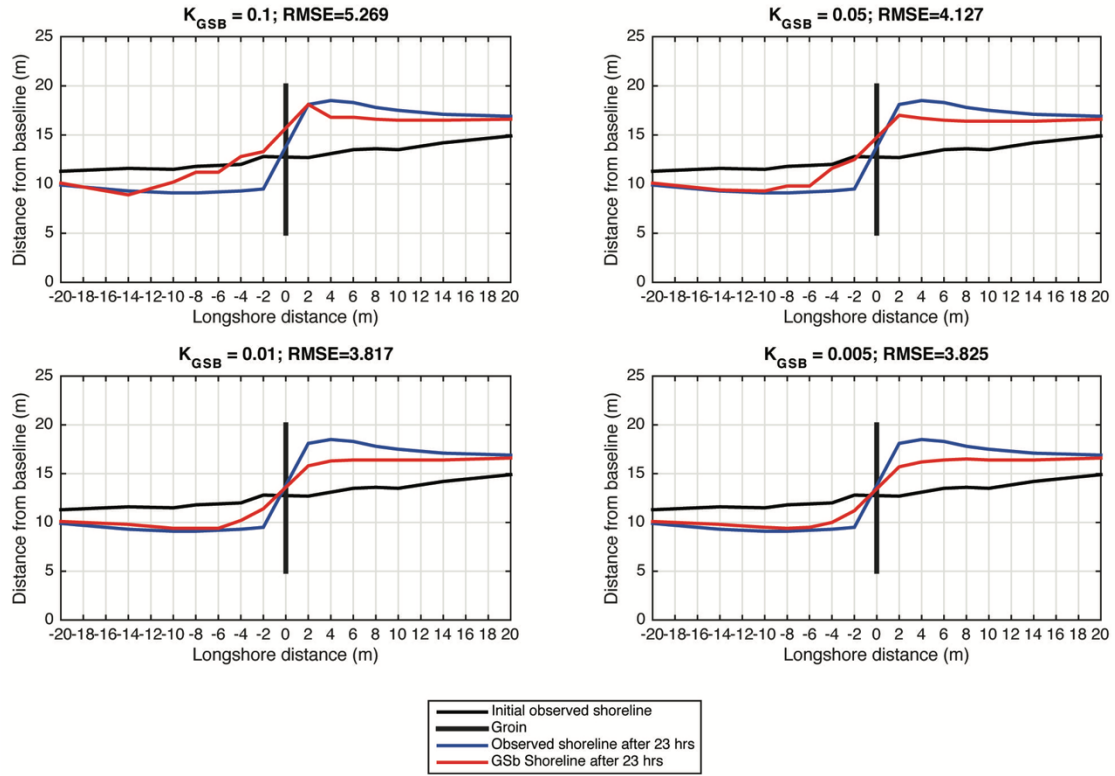 K_GSB = 0.1; RMSE=5.269
25
20
15
10
5
0
Distance from baseline (m)
-20 -18 -16 -14 -12 -10 -8 -6 -4 -2 0 2 4 6 8 10 12 14 16 18 20
Longshore distance (m)
K_GSB = 0.05; RMSE=4.127
25
20
15
10
5
0
Distance from baseline (m)
-20 -18 -16 -14 -12 -10 -8 -6 -4 -2 0 2 4 6 8 10 12 14 16 18 20
Longshore distance (m)
K_GSB = 0.01; RMSE=3.817
25
20
15
10
5
0
Distance from baseline (m)
-20 -18 -16 -14 -12 -10 -8 -6 -4 -2 0 2 4 6 8 10 12 14 16 18 20
Longshore distance (m)
K_GSB = 0.005; RMSE=3.825
25
20
15
10
5
0
Distance from baseline (m)
-20 -18 -16 -14 -12 -10 -8 -6 -4 -2 0 2 4 6 8 10 12 14 16 18 20
Longshore distance (m)
Initial observed shoreline
Groin
Observed shoreline after 23 hrs
GSb Shoreline after 23 hrs